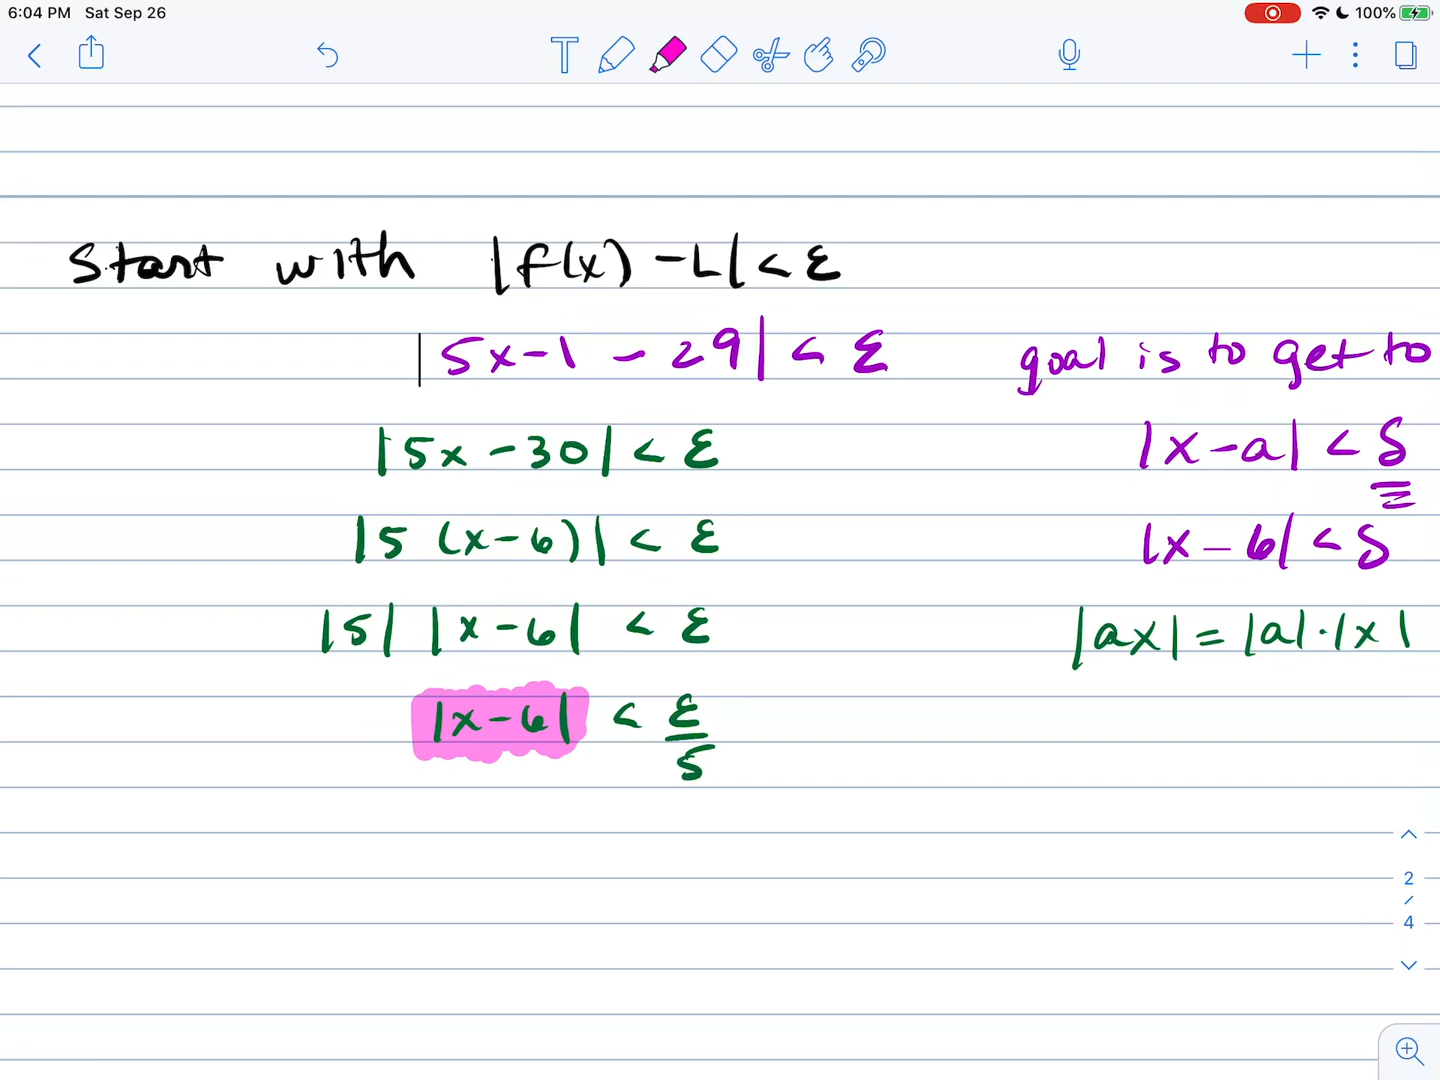 6:04 PM Sat Sep 26
100%
T
start with |f(x) - L| < ε
|5x-1 - 29| < ε
goal is to get to
|5x - 30| < ε
|x-a| < δ
|5 (x-6)| < ε
|x - 6| < δ
|5| |x-6| < ε
|ax| = |a|·|x|
|x-6| < ε/5
2
/
4